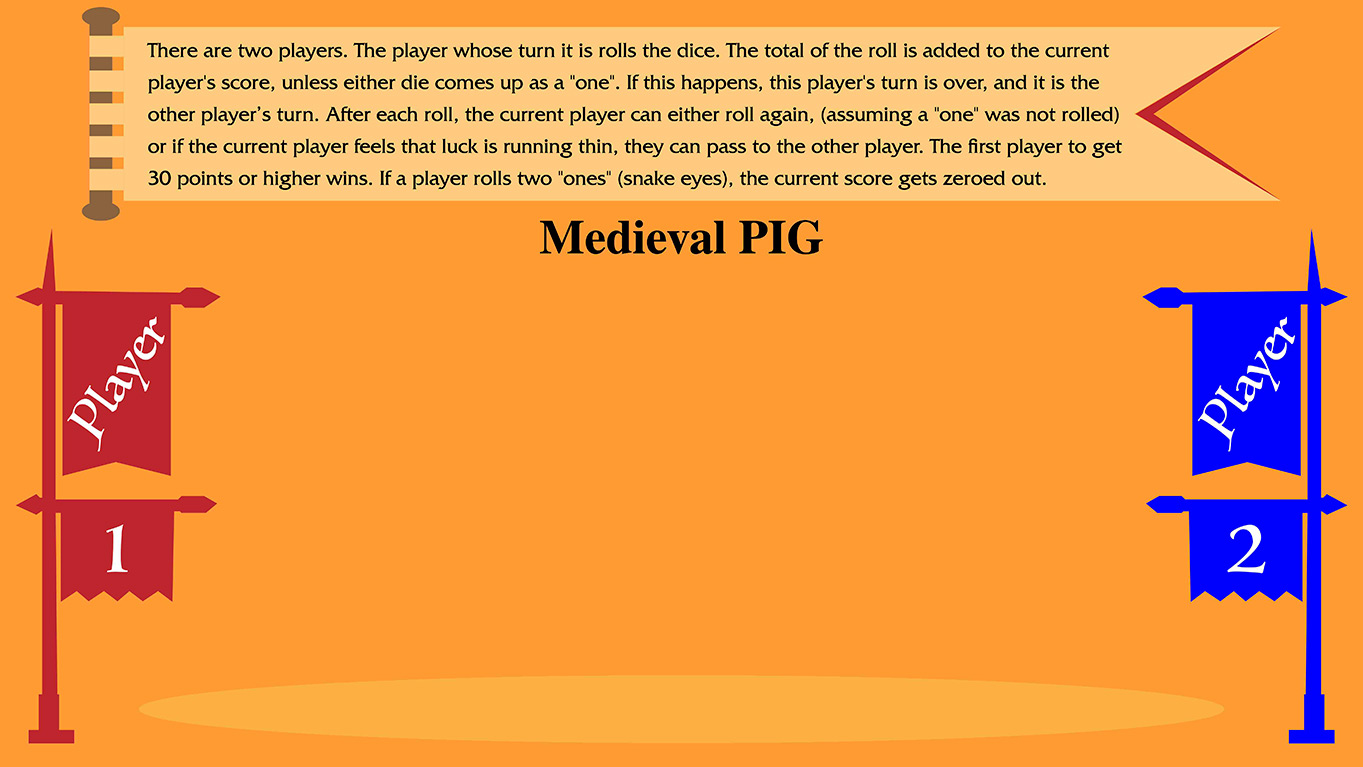 There are two players. The player whose turn it is rolls the dice. The total of the roll is added to the current
player's score, unless either die comes up as a "one". If this happens, this player's turn is over, and it is the
other player’s turn. After each roll, the current player can either roll again, (assuming a "one" was not rolled)
or if the current player feels that luck is running thin, they can pass to the other player. The first player to get
30 points or higher wins. If a player rolls two "ones" (snake eyes), the current score gets zeroed out.
Medieval PIG
Player
1
Player
2